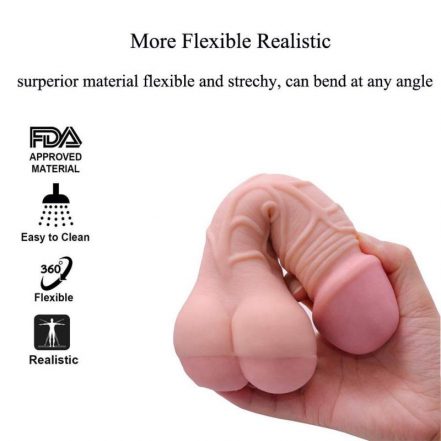 More Flexible Realistic
surperior material flexible and strechy, can bend at any angle
FDA
APPROVED
MATERIAL
Easy to Clean
360°
Flexible
Realistic